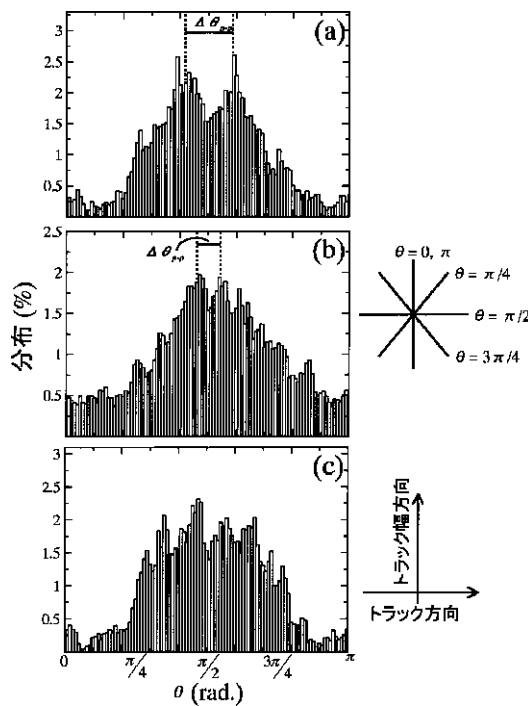 Δ θp-p
(a)
3
2.5
2
1.5
1
0.5
Δ θp-p
(b)
2.5
2
1.5
1
0.5
分布 (%)
θ = 0, π
θ = π/4
θ = π/2
θ = 3π/4
(c)
3
2.5
2
1.5
1
0.5
0
π/4
π/2
3π/4
π
θ (rad.)
トラック幅方向
トラック方向